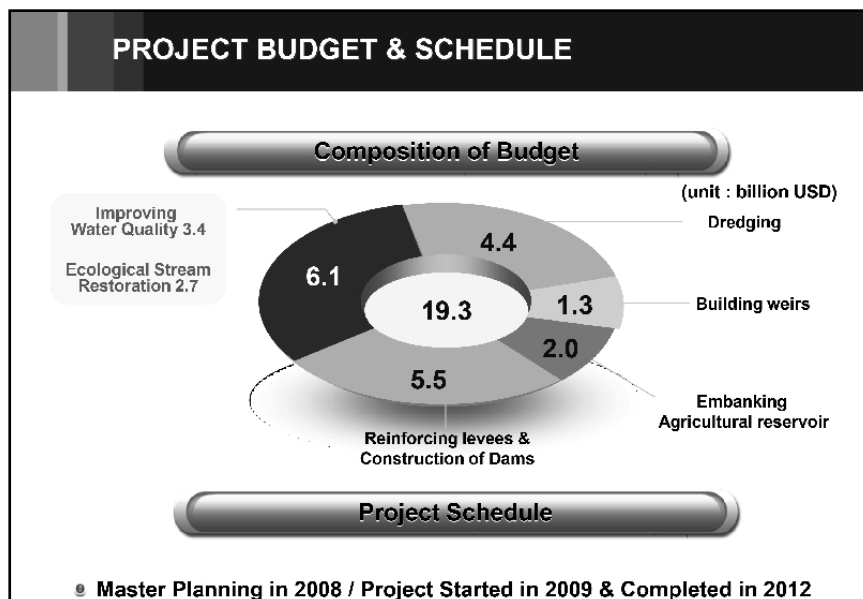 PROJECT BUDGET & SCHEDULE
Composition of Budget
(unit : billion USD)
Improving
Water Quality 3.4
Ecological Stream
Restoration 2.7
6.1
4.4
Dredging
19.3
1.3
Building weirs
2.0
Embanking
Agricultural reservoir
5.5
Reinforcing levees &
Construction of Dams
Project Schedule
Master Planning in 2008 / Project Started in 2009 & Completed in 2012